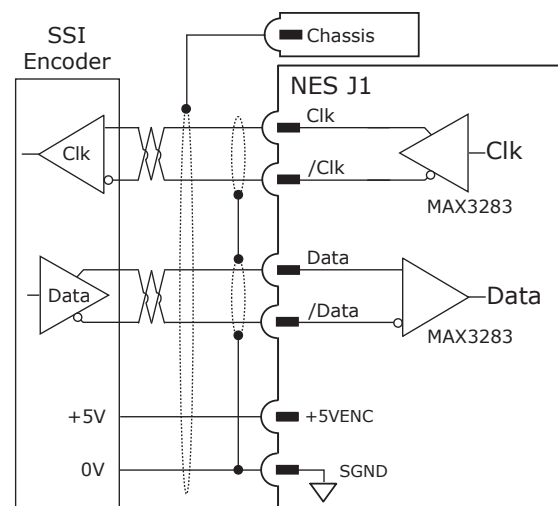 SSI
Encoder
Chassis
NES J1
Clk
Clk
/Clk
Clk
MAX3283
Data
Data
/Data
Data
MAX3283
+5V
+5VENC
0V
SGND